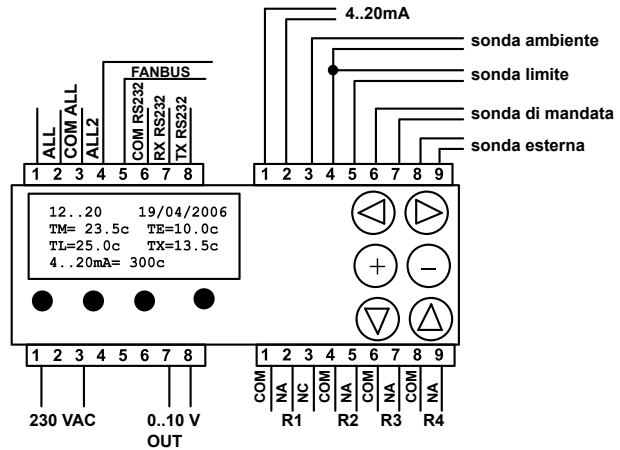 4..20mA
sonda ambiente
sonda limite
sonda di mandata
sonda esterna
FANBUS
ALL
COM ALL
ALL2
COM RS232
RX RS232
TX RS232
1 2 3 4 5 6 7 8
1 2 3 4 5 6 7 8 9
12..20 19/04/2006
TM= 23.5c TE=10.0c
TL=25.0c TX=13.5c
4..20mA= 300c
+ −
1 2 3 4 5 6 7 8
1 2 3 4 5 6 7 8 9
COM NA NC COM NA COM NA COM NA
230 VAC
0..10 V
OUT
R1 R2 R3 R4